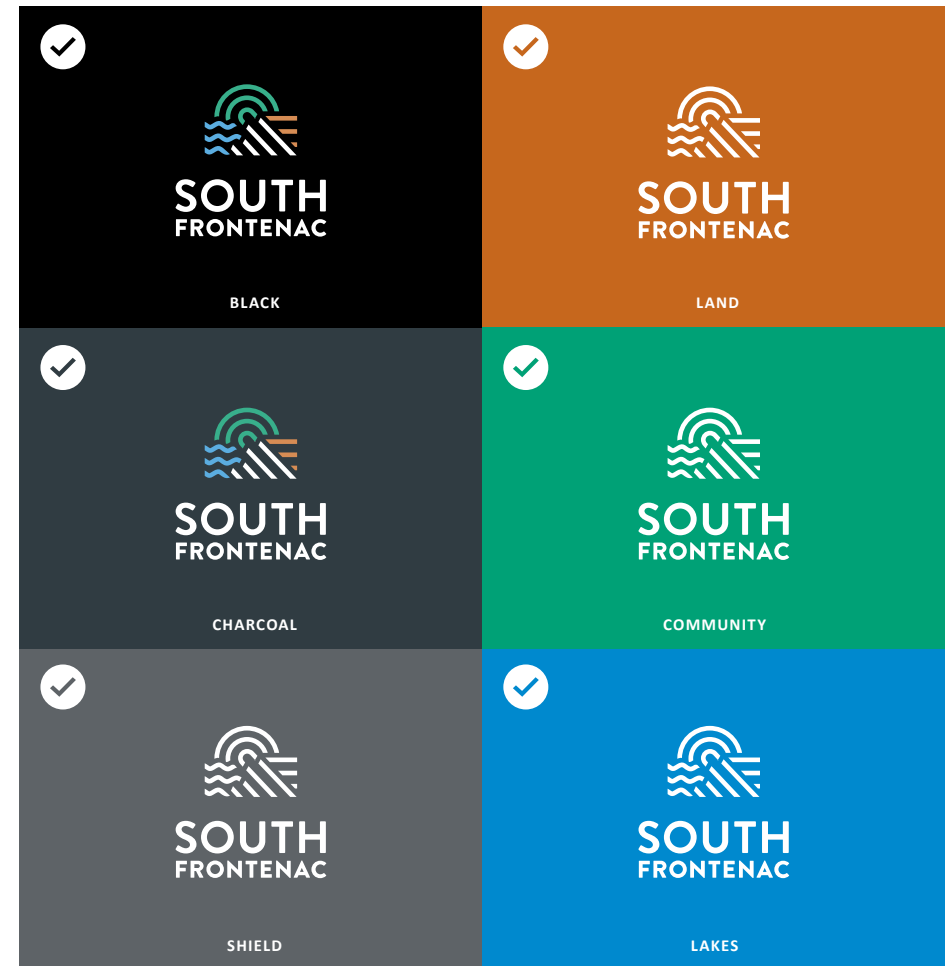 SOUTH
FRONTENAC
BLACK
SOUTH
FRONTENAC
LAND
SOUTH
FRONTENAC
CHARCOAL
SOUTH
FRONTENAC
COMMUNITY
SOUTH
FRONTENAC
SHIELD
SOUTH
FRONTENAC
LAKES